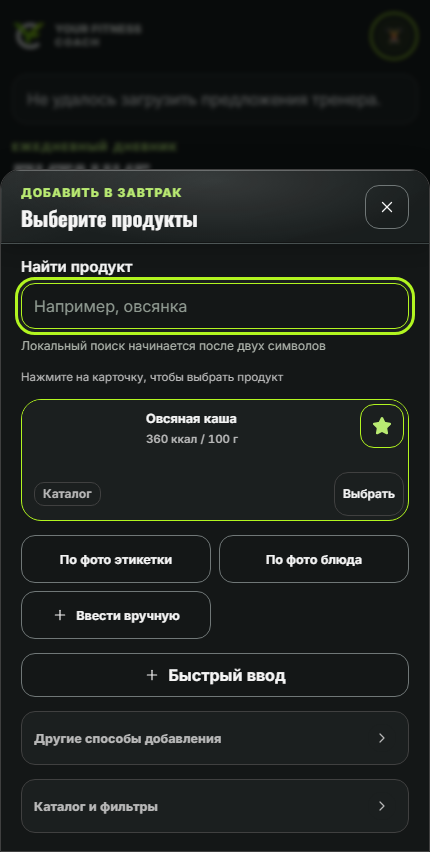 YOUR FITNESS
COACH
Не удалось загрузить предложения тренера.
ЕЖЕДНЕВНЫЙ ДНЕВНИК
ДОБАВИТЬ В ЗАВТРАК
Выберите продукты
Найти продукт
Например, овсянка
Локальный поиск начинается после двух символов
Нажмите на карточку, чтобы выбрать продукт
Овсяная каша
360 ккал / 100 г
Каталог
Выбрать
По фото этикетки
По фото блюда
Ввести вручную
Быстрый ввод
Другие способы добавления
Каталог и фильтры